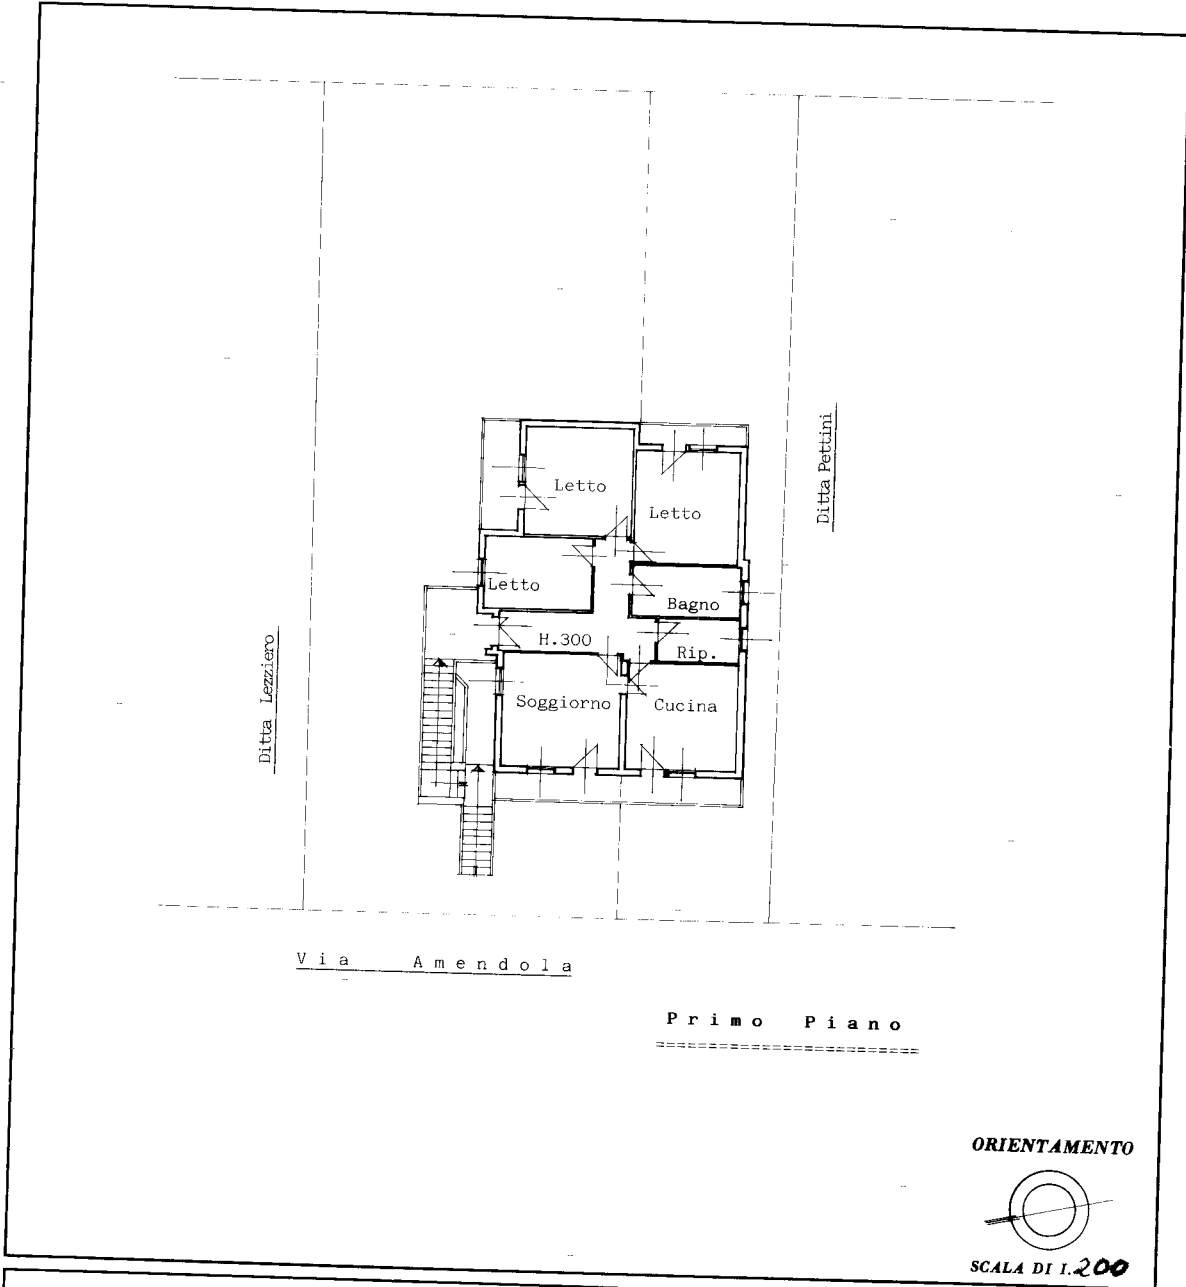 Ditta Pettini
Letto
Letto
Letto
Bagno
H.300
Rip.
Soggiorno
Cucina
Ditta Lezziero
Via Amendola
Primo Piano
ORIENTAMENTO
SCALA DI I.200